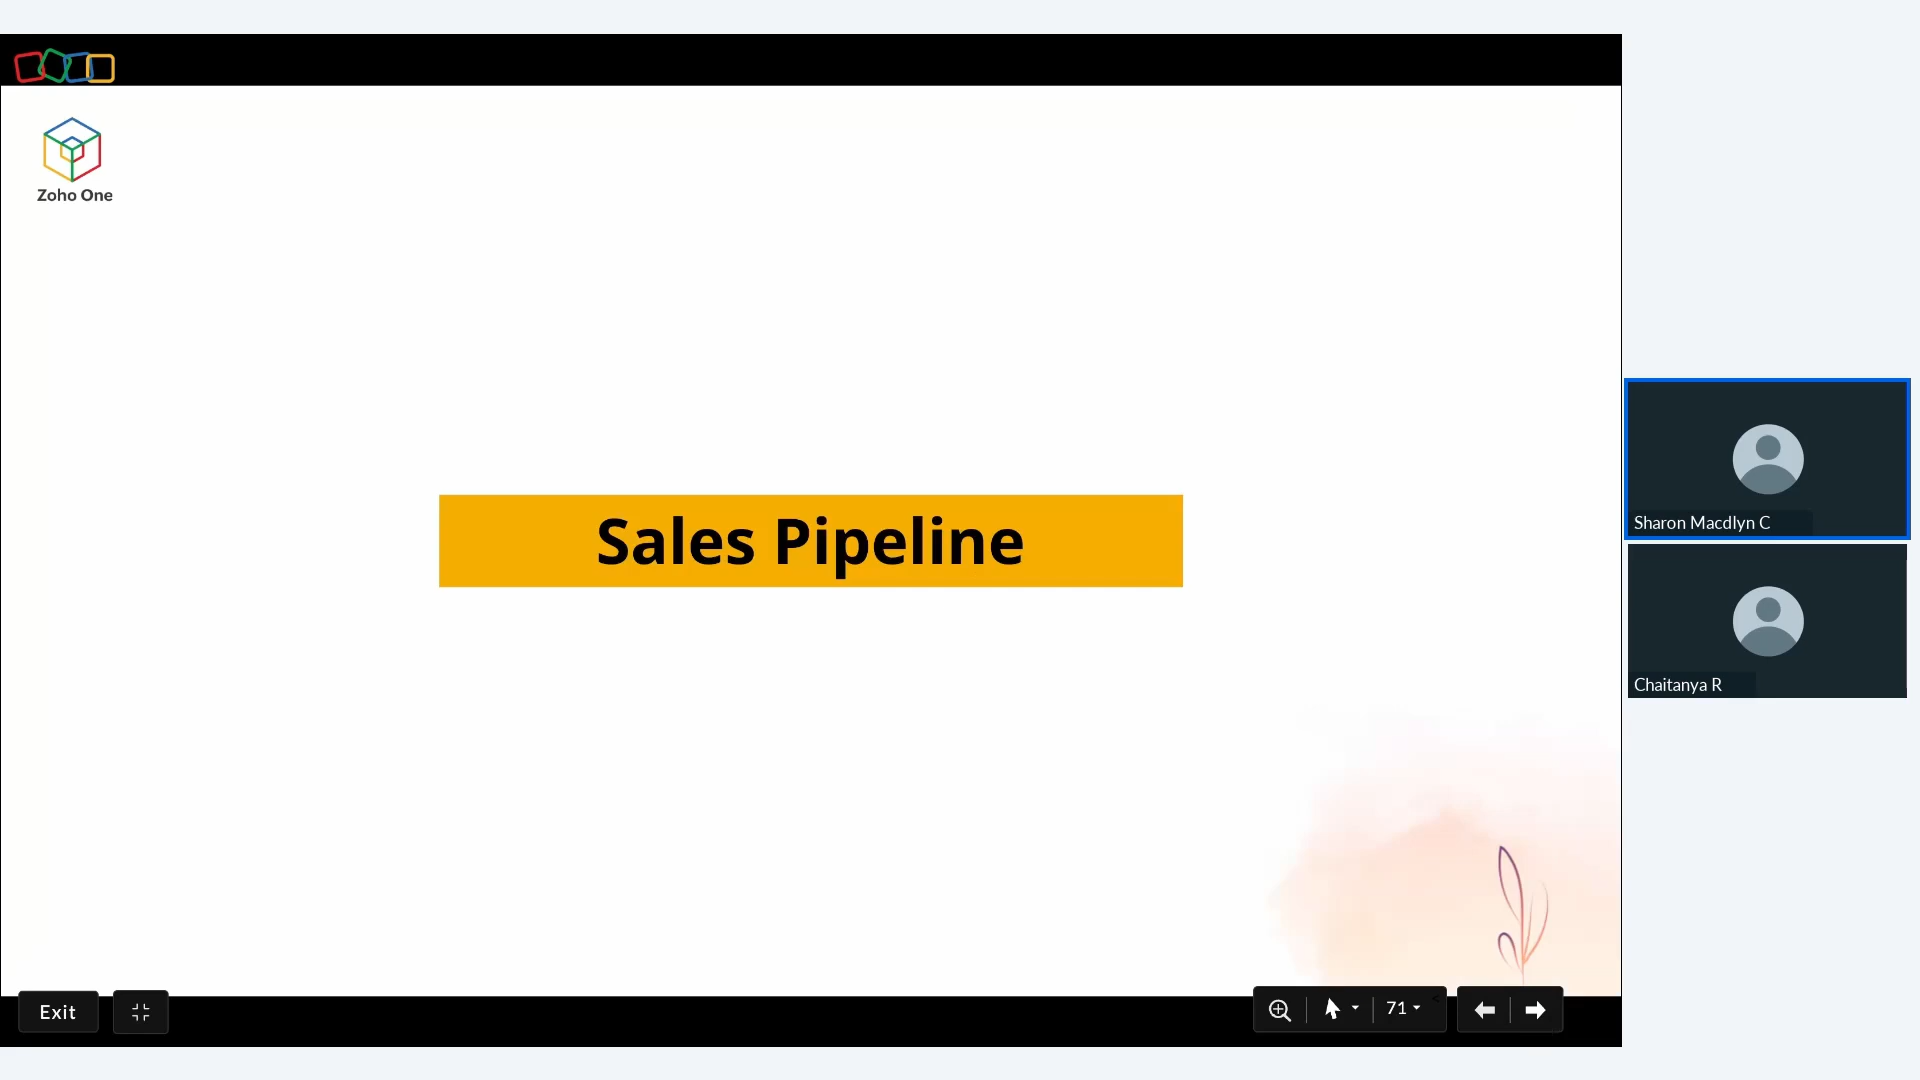 Zoho One
Sales Pipeline
Sharon Macdlyn C
Chaitanya R
Exit
71